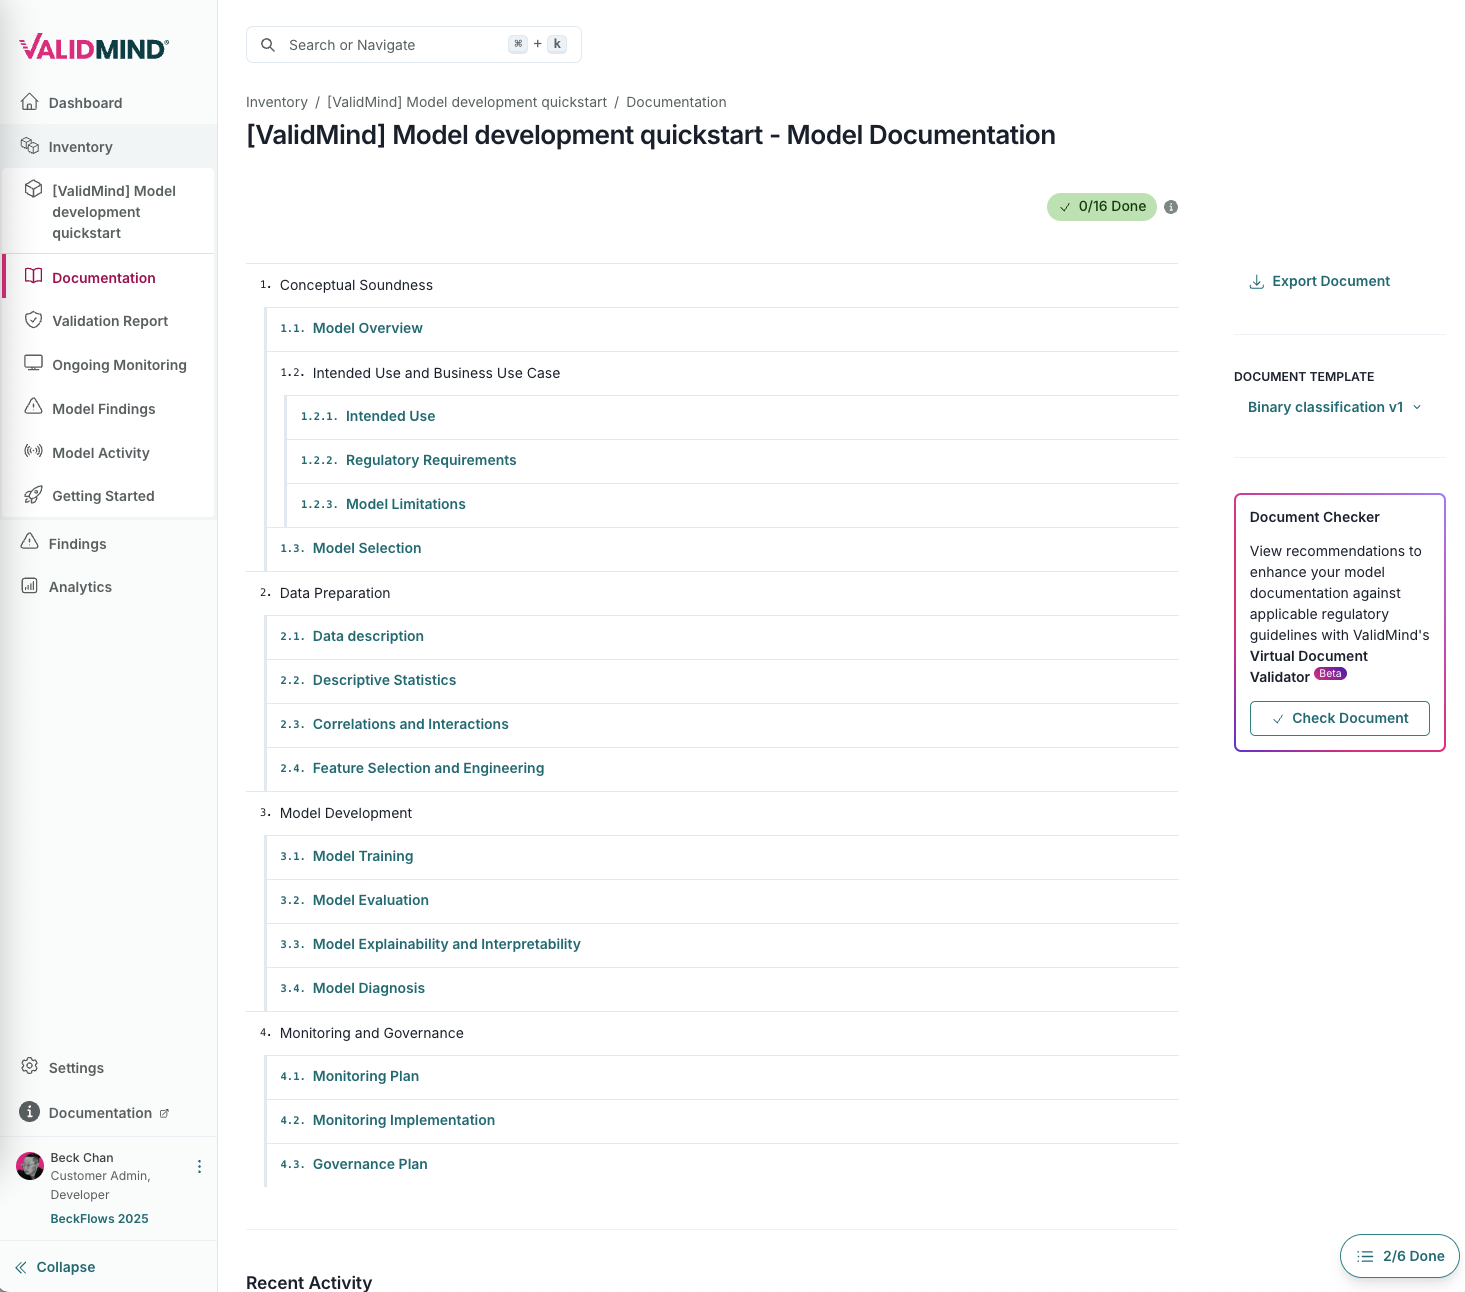 VALIDMIND
Dashboard
Inventory
[ValidMind] Model
development
quickstart
Documentation
Validation Report
Ongoing Monitoring
Model Findings
Model Activity
Getting Started
Findings
Analytics
Settings
Documentation
Beck Chan
Customer Admin,
Developer
BeckFlows 2025
Collapse
Search or Navigate ⌘ + k
Inventory / [ValidMind] Model development quickstart / Documentation
[ValidMind] Model development quickstart - Model Documentation
0/16 Done
1. Conceptual Soundness
1.1. Model Overview
1.2. Intended Use and Business Use Case
1.2.1. Intended Use
1.2.2. Regulatory Requirements
1.2.3. Model Limitations
1.3. Model Selection
2. Data Preparation
2.1. Data description
2.2. Descriptive Statistics
2.3. Correlations and Interactions
2.4. Feature Selection and Engineering
3. Model Development
3.1. Model Training
3.2. Model Evaluation
3.3. Model Explainability and Interpretability
3.4. Model Diagnosis
4. Monitoring and Governance
4.1. Monitoring Plan
4.2. Monitoring Implementation
4.3. Governance Plan
Recent Activity
Export Document
DOCUMENT TEMPLATE
Binary classification v1
Document Checker
View recommendations to
enhance your model
documentation against
applicable regulatory
guidelines with ValidMind's
Virtual Document
Validator Beta
Check Document
2/6 Done